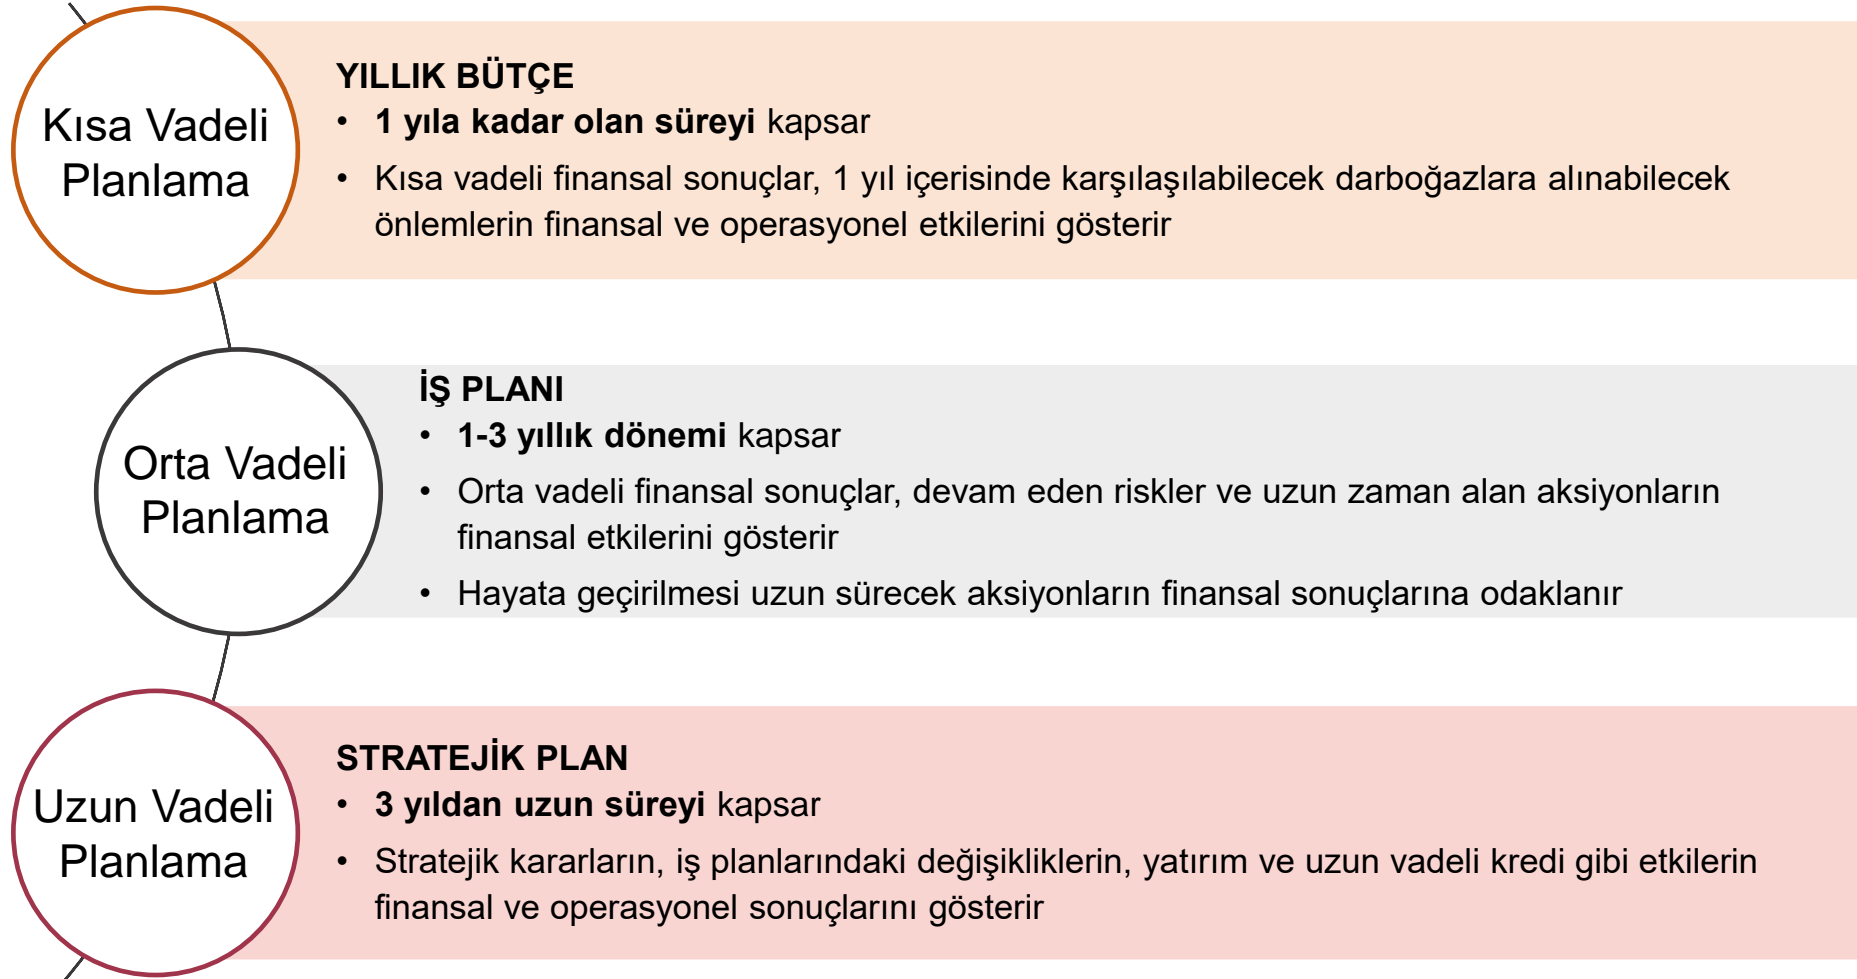 Kısa Vadeli
Planlama
YILLIK BÜTÇE
• 1 yıla kadar olan süreyi kapsar
• Kısa vadeli finansal sonuçlar, 1 yıl içerisinde karşılaşılabilecek darboğazlara alınabilecek
önlemlerin finansal ve operasyonel etkilerini gösterir
Orta Vadeli
Planlama
İŞ PLANI
• 1-3 yıllık dönemi kapsar
• Orta vadeli finansal sonuçlar, devam eden riskler ve uzun zaman alan aksiyonların
finansal etkilerini gösterir
• Hayata geçirilmesi uzun sürecek aksiyonların finansal sonuçlarına odaklanır
Uzun Vadeli
Planlama
STRATEJİK PLAN
• 3 yıldan uzun süreyi kapsar
• Stratejik kararların, iş planlarındaki değişikliklerin, yatırım ve uzun vadeli kredi gibi etkilerin
finansal ve operasyonel sonuçlarını gösterir